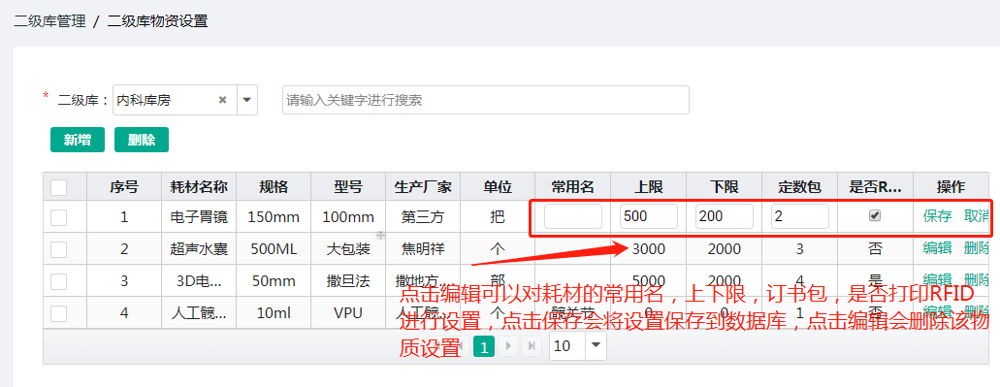 二级库管理 / 二级库物资设置
* 二级库： 内科库房 × 请输入关键字进行搜索
新增 删除
序号 耗材名称 规格 型号 生产厂家 单位 常用名 上限 下限 定数包 是否R... 操作
1 电子胃镜 150mm 100mm 第三方 把 500 200 2 保存 取消
2 超声水囊 500ML 大包装 焦明祥 个 3000 2000 3 否 编辑 删除
3 3D电... 50mm 撒旦法 撒地方... 部 5000 2000 4 是 编辑 删除
4 人工髋... 10ml VPU 人工髋... 个 髋关节 0 0 1 否 编辑 删除
点击编辑可以对耗材的常用名，上下限，订书包，是否打印RFID
进行设置，点击保存会将设置保存到数据库，点击编辑会删除该物
质设置
1 10